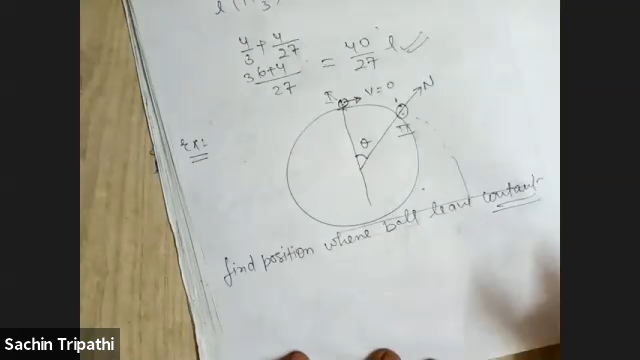 4/3 + 4/27
36+4/27 = 40/27 l
I V=0 N
Ex:
θ II
find position where ball leave contant
Sachin Tripathi